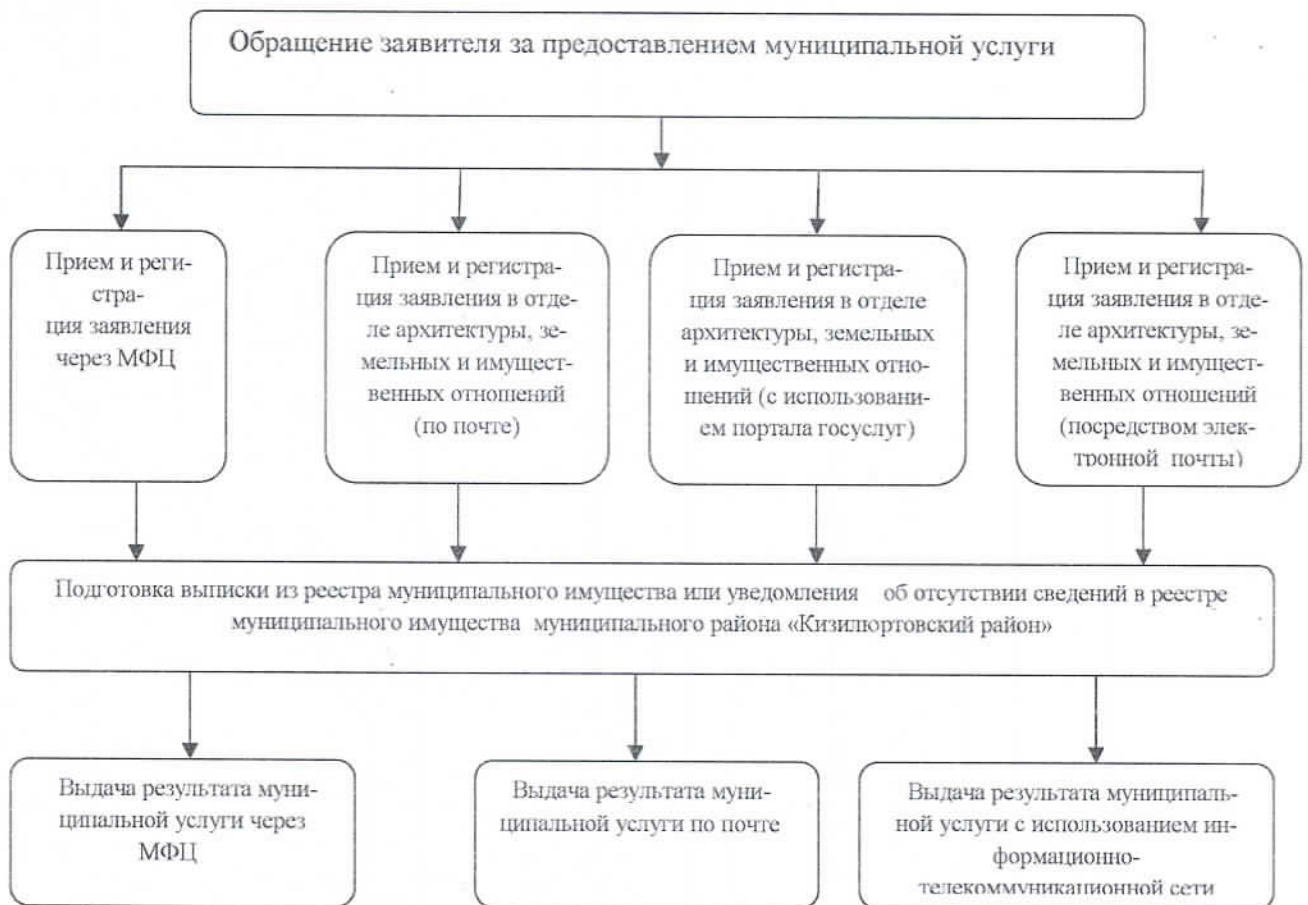 Обращение заявителя за предоставлением муниципальной услуги
Прием и реги-
стра-
ция заявления
через МФЦ
Прием и регистра-
ция заявления в отде-
ле архитектуры, зе-
мельных и имущест-
венных отношений
(по почте)
Прием и регистра-
ция заявления в отделе
архитектуры, земельных
и имущественных отно-
шений (с использовани-
ем портала госуслуг)
Прием и регистра-
ция заявления в отде-
ле архитектуры, зе-
мельных и имущест-
венных отношений
(посредством элек-
тронной почты)
Подготовка выписки из реестра муниципального имущества или уведомления об отсутствии сведений в реестре
муниципального имущества муниципального района «Кизилюртовский район»
Выдача результата муни-
ципальной услуги через
МФЦ
Выдача результата муни-
ципальной услуги по почте
Выдача результата муниципаль-
ной услуги с использованием ин-
формационно-
телекоммуникационной сети